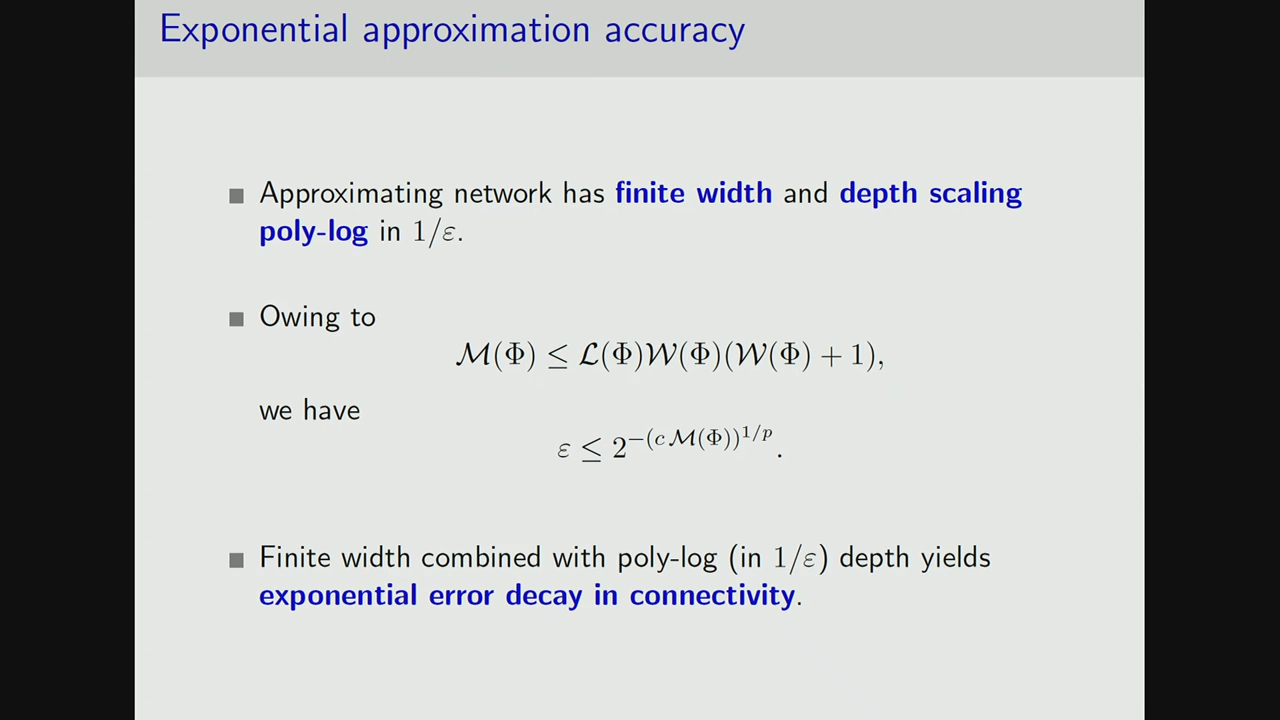 Exponential approximation accuracy
Approximating network has finite width and depth scaling
poly-log in 1/ε.
Owing to
ℳ(Φ) ≤ ℒ(Φ)𝒲(Φ)(𝒲(Φ) + 1),
we have
ε ≤ 2^{−(c ℳ(Φ))^{1/p}}.
Finite width combined with poly-log (in 1/ε) depth yields
exponential error decay in connectivity.